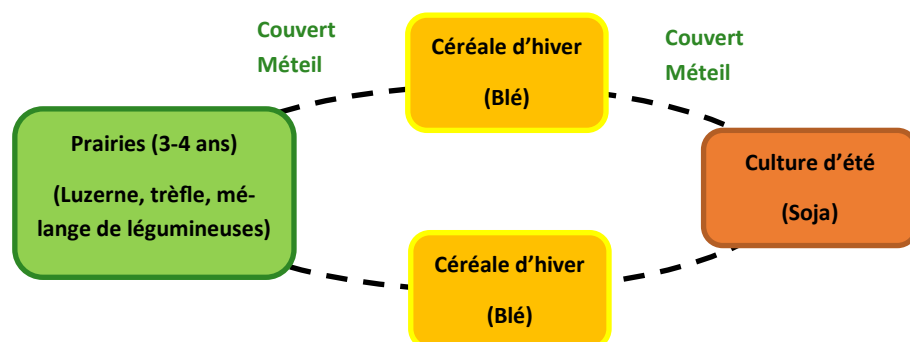 Couvert
Méteil
Céréale d'hiver
(Blé)
Couvert
Méteil
Prairies (3-4 ans)
(Luzerne, trèfle, mé-
lange de légumineuses)
Culture d'été
(Soja)
Céréale d'hiver
(Blé)